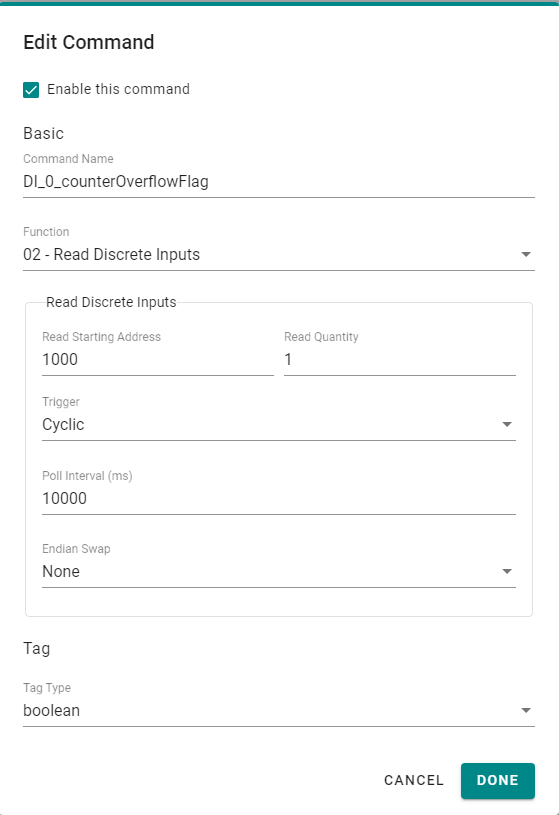 Edit Command
Enable this command
Basic
Command Name
DI_0_counterOverflowFlag
Function
02 - Read Discrete Inputs
Read Discrete Inputs
Read Starting Address Read Quantity
1000 1
Trigger
Cyclic
Poll Interval (ms)
10000
Endian Swap
None
Tag
Tag Type
boolean
CANCEL DONE